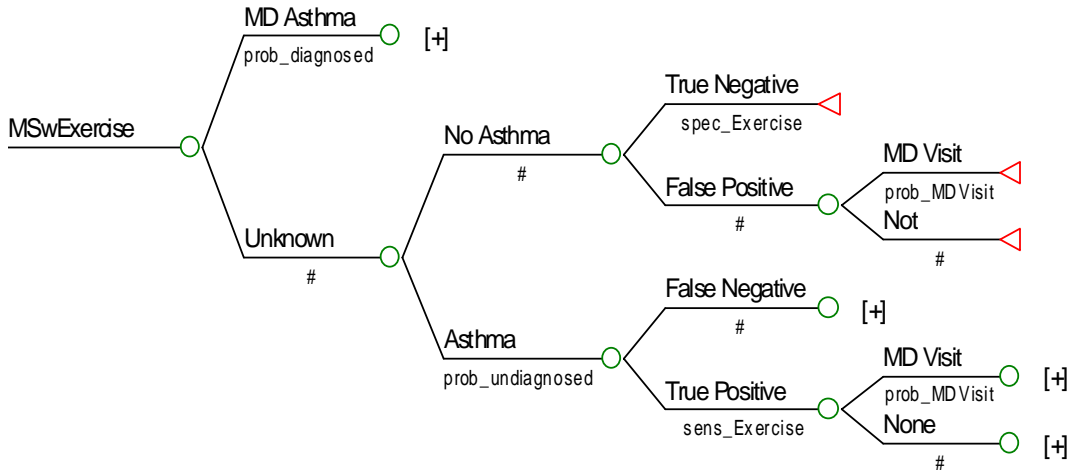 MD Asthma
prob_diagnosed
[+]
MSwExercise
Unknown
#
No Asthma
#
True Negative
spec_Exercise
False Positive
#
MD Visit
prob_MDVisit
Not
#
Asthma
prob_undiagnosed
False Negative
#
[+]
True Positive
sens_Exercise
MD Visit
prob_MDVisit
[+]
None
#
[+]